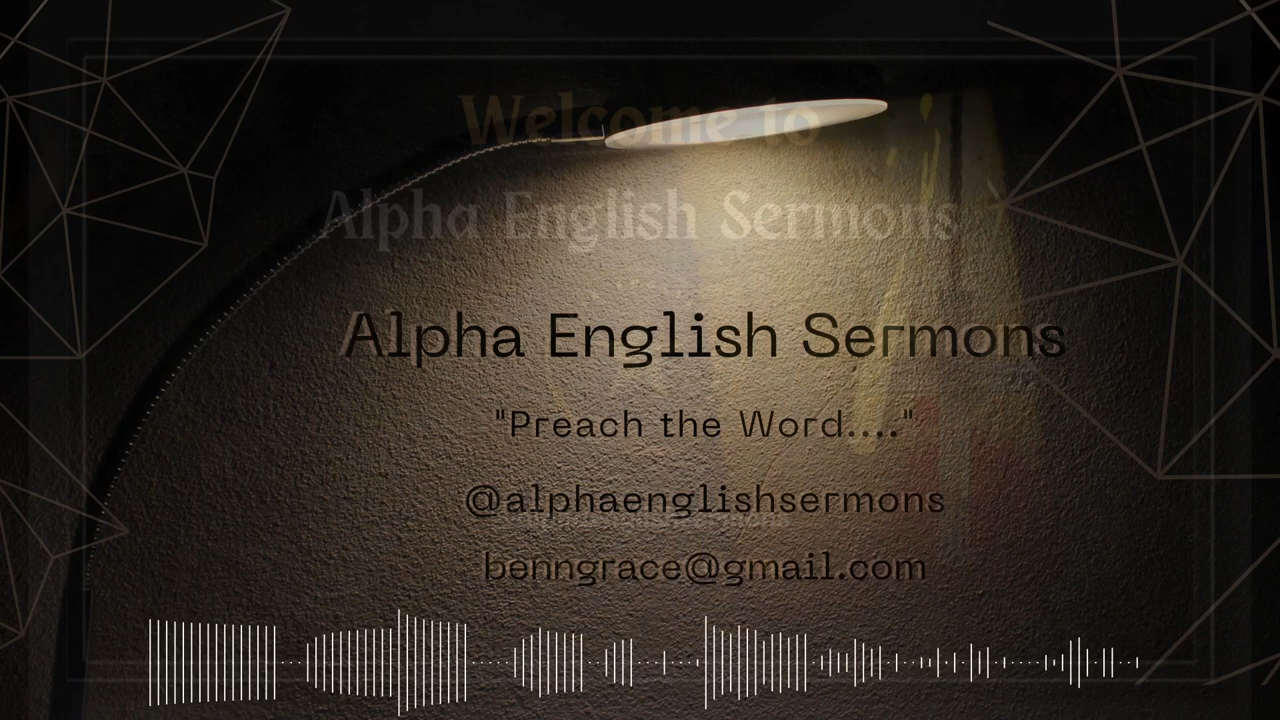 Welcome to
Alpha English Sermons
Alpha English Sermons
"Preach the Word...."
@alphaenglishsermons
benngrace@gmail.com